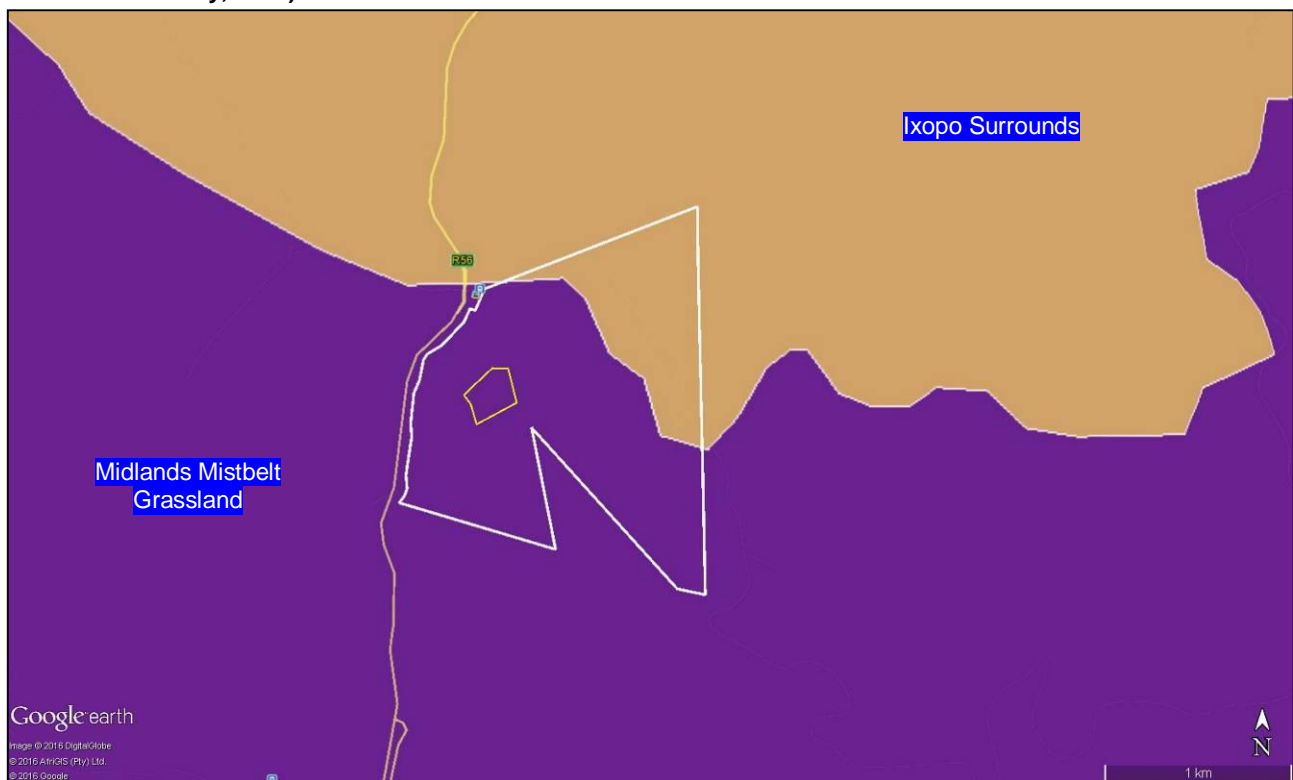 Ixopo Surrounds
R56
Midlands Mistbelt
Grassland
Google earth
Image © 2016 DigitalGlobe
© 2016 AfriGIS (Pty) Ltd.
© 2016 Google
N
1 km